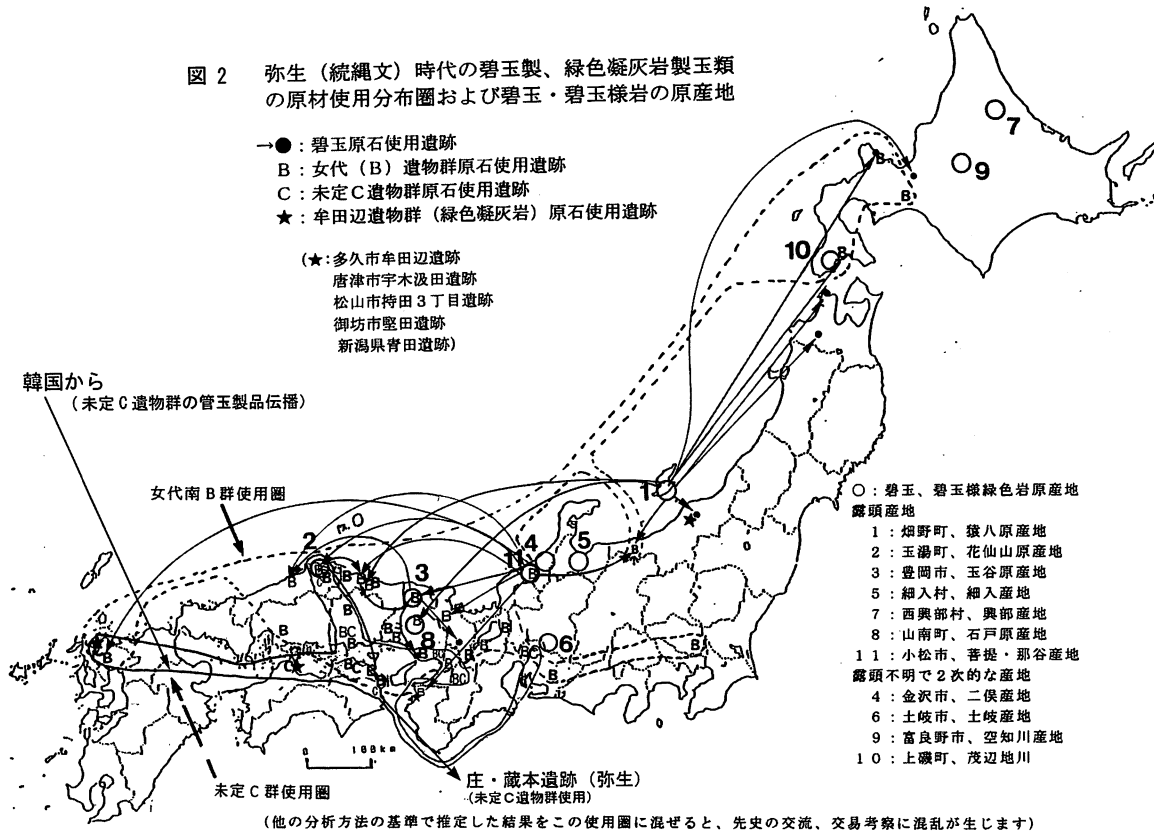 図２　弥生（続縄文）時代の碧玉製、緑色凝灰岩製玉類
の原材使用分布圏および碧玉・碧玉様岩の原産地
→●：碧玉原石使用遺跡
B：女代（B）遺物群原石使用遺跡
C：未定C遺物群原石使用遺跡
★：牟田辺遺物群（緑色凝灰岩）原石使用遺跡
（★：多久市牟田辺遺跡
唐津市宇木汲田遺跡
松山市持田３丁目遺跡
御坊市堅田遺跡
新潟県青田遺跡）
韓国から
（未定C遺物群の管玉製品伝播）
女代南B群使用圏
7
9
10
1
2
3
4
5
11
8
6
○：碧玉、碧玉様緑色岩原産地
露頭産地
1：畑野町、猿八原産地
2：玉湯町、花仙山原産地
3：豊岡市、玉谷原産地
5：細入村、細入産地
7：西興部村、興部産地
8：山南町、石戸原産地
11：小松市、菩提・那谷産地
露頭不明で２次的な産地
4：金沢市、二俣産地
6：土岐市、土岐産地
9：富良野市、空知川産地
10：上磯町、茂辺地川
0　100km
未定C群使用圏
庄・蔵本遺跡（弥生）
（未定C遺物群使用）
（他の分析方法の基準で推定した結果をこの使用圏に混ぜると、先史の交流、交易考察に混乱が生じます）